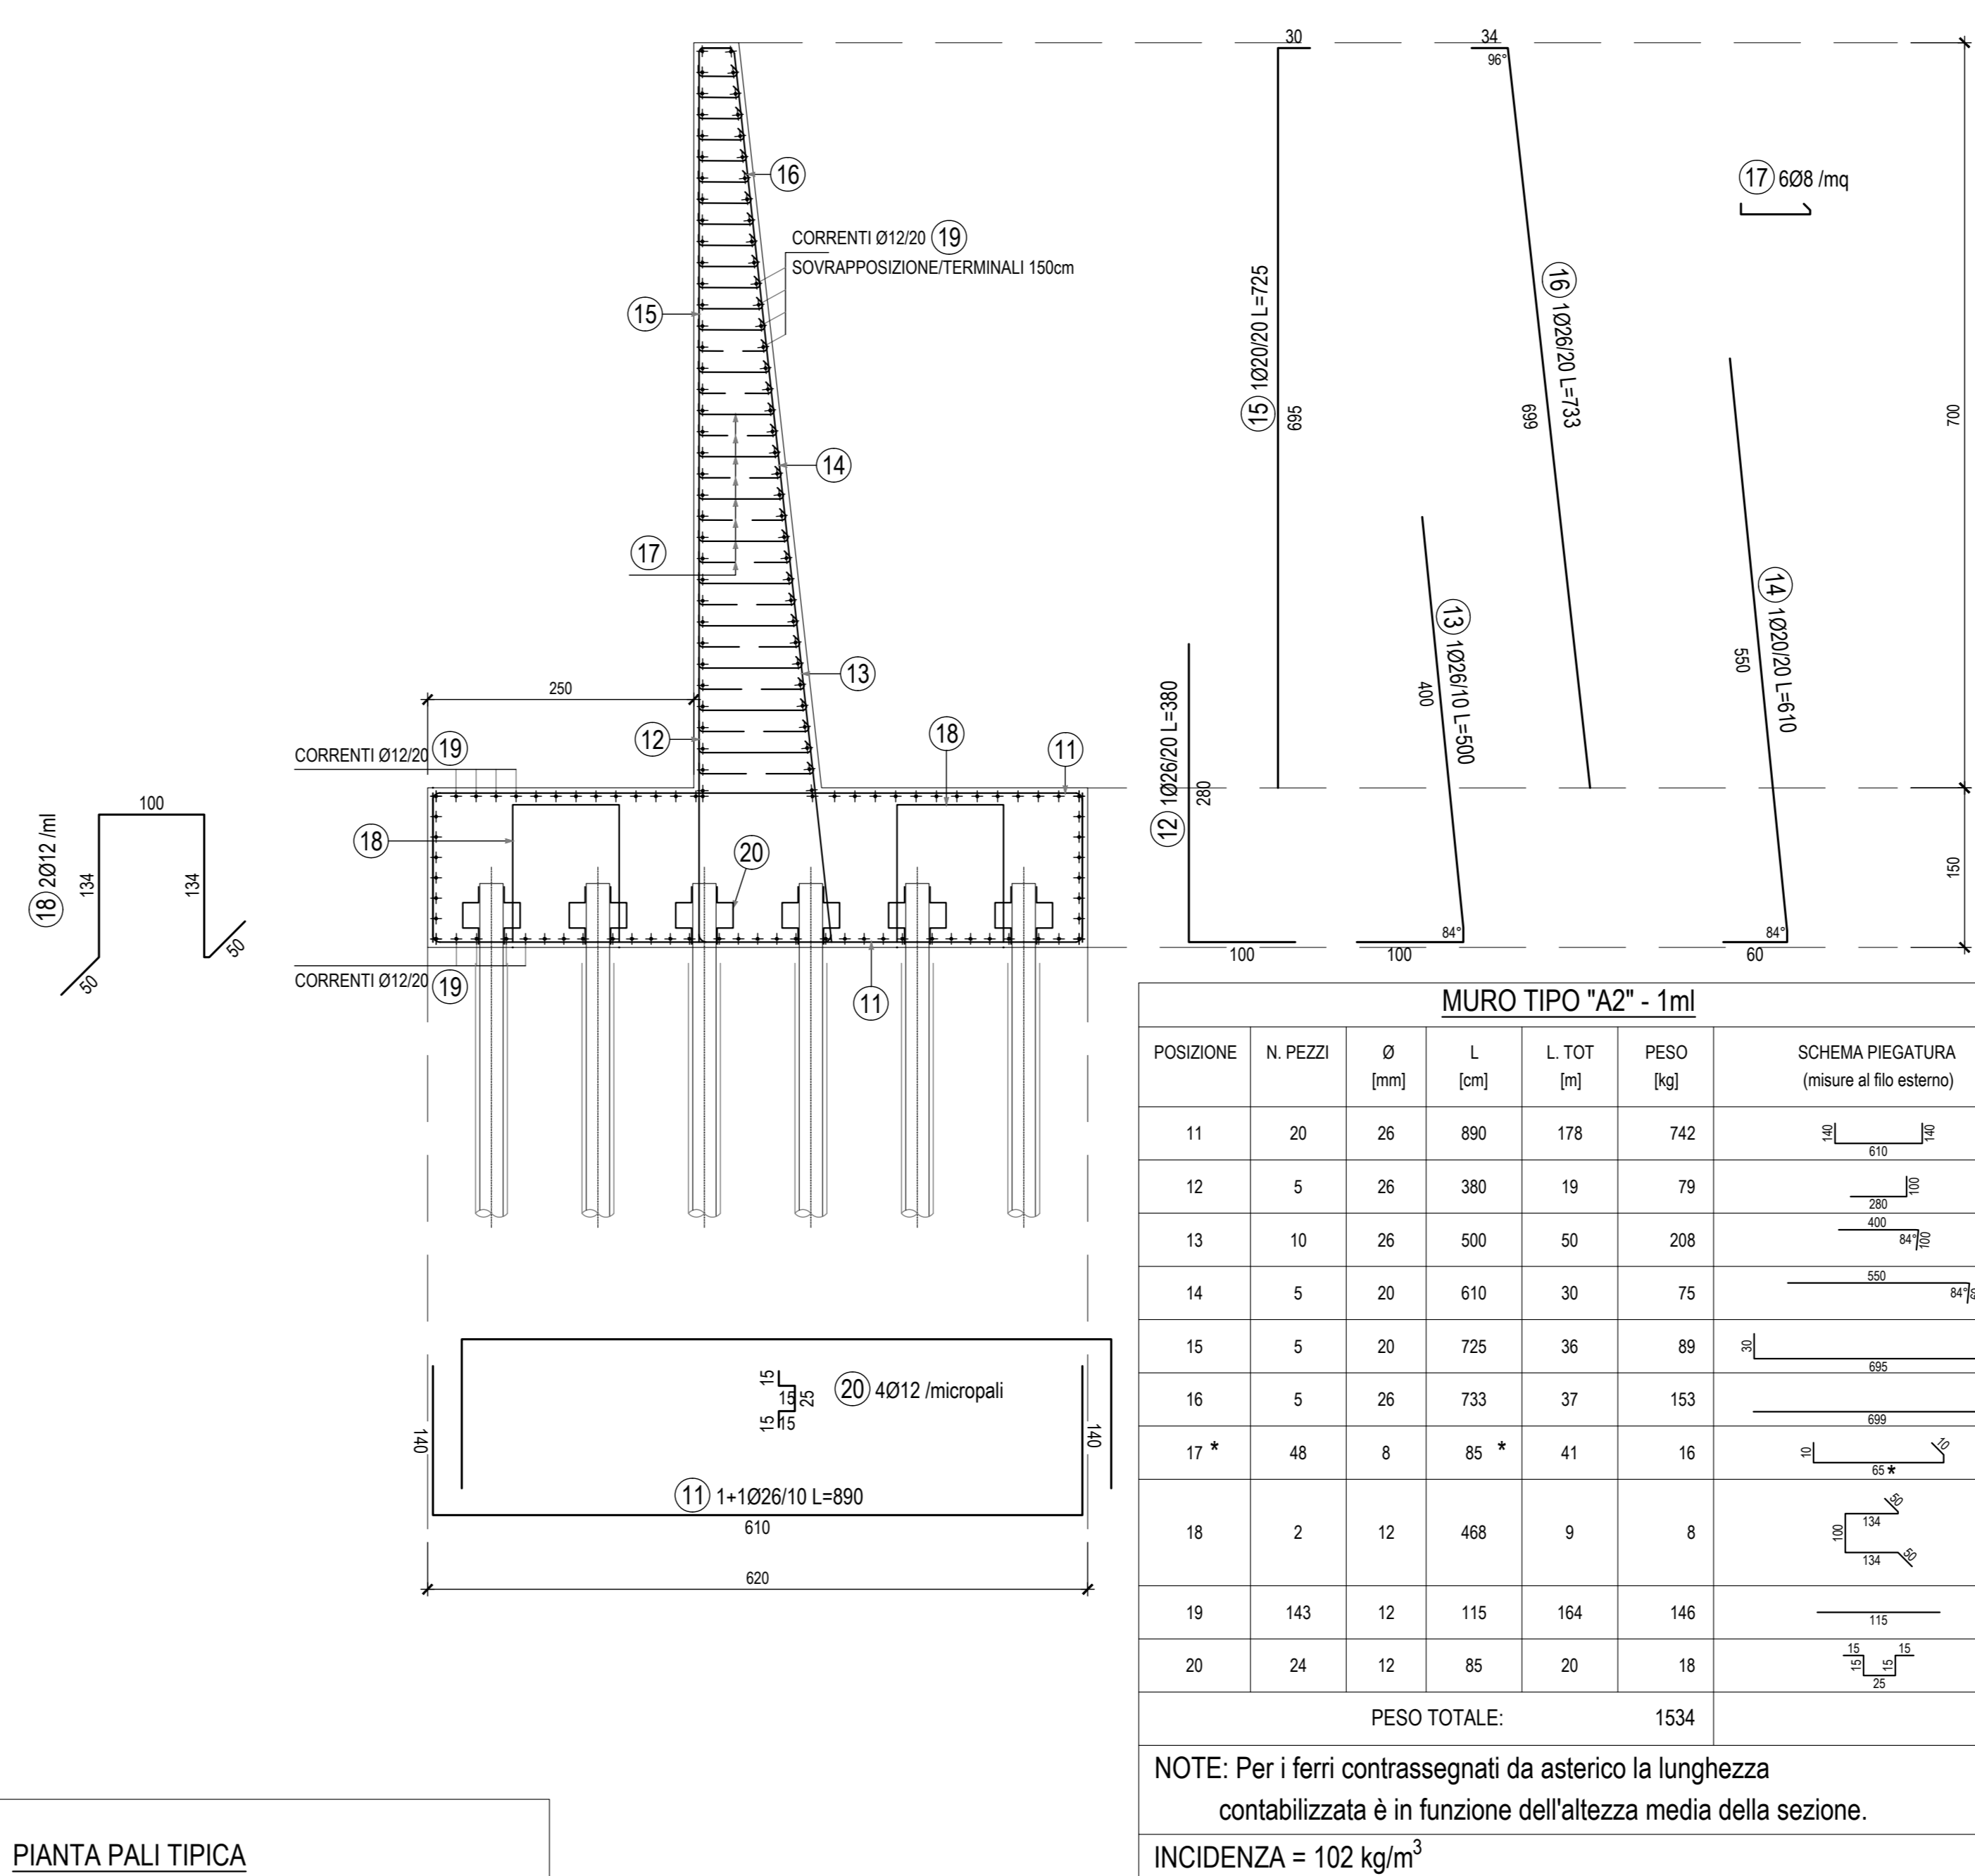 30
34
96°
16
17 6Ø8 /mq
CORRENTI Ø12/20 19
SOVRAPPOSIZIONE/TERMINALI 150cm
15
15 1Ø20/20 L=725
695
16 1Ø26/20 L=733
699
700
14
17
13
14 1Ø20/20 L=610
550
13 1Ø26/10 L=500
400
250
12
12 1Ø26/20 L=380
280
CORRENTI Ø12/20 19
18
11
100
18 2Ø12 /ml
134
134
50
50
18
20
150
84°
84°
100
100
60
CORRENTI Ø12/20 19
11
MURO TIPO "A2" - 1ml
POSIZIONE N. PEZZI Ø [mm] L [cm] L. TOT [m] PESO [kg] SCHEMA PIEGATURA (misure al filo esterno)
11 20 26 890 178 742 140 610 140
12 5 26 380 19 79 280 100
13 10 26 500 50 208 400 84° 100
14 5 20 610 30 75 550 84°
15 5 20 725 36 89 30 695
16 5 26 733 37 153 699
17 * 48 8 85 * 41 16 10 65 * 10
18 2 12 468 9 8 100 134 50 134 50
19 143 12 115 164 146 115
20 24 12 85 20 18 15 15 25 15 15
PESO TOTALE: 1534
NOTE: Per i ferri contrassegnati da asterico la lunghezza
contabilizzata è in funzione dell'altezza media della sezione.
INCIDENZA = 102 kg/m³
15
15 25
15 15
20 4Ø12 /micropali
140
140
11 1+1Ø26/10 L=890
610
620
PIANTA PALI TIPICA